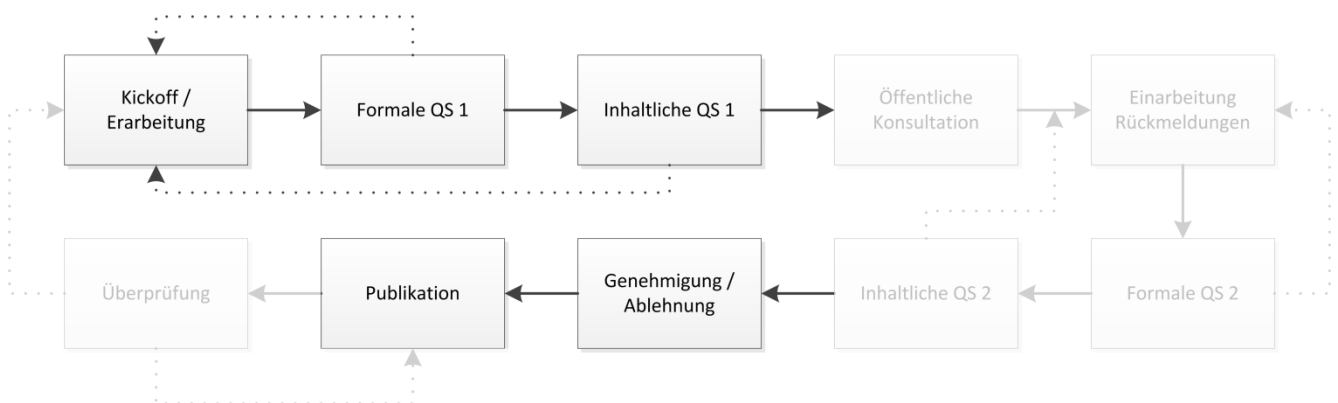 Kickoff /
Erarbeitung
Formale QS 1
Inhaltliche QS 1
Öffentliche
Konsultation
Einarbeitung
Rückmeldungen
Überprüfung
Publikation
Genehmigung /
Ablehnung
Inhaltliche QS 2
Formale QS 2